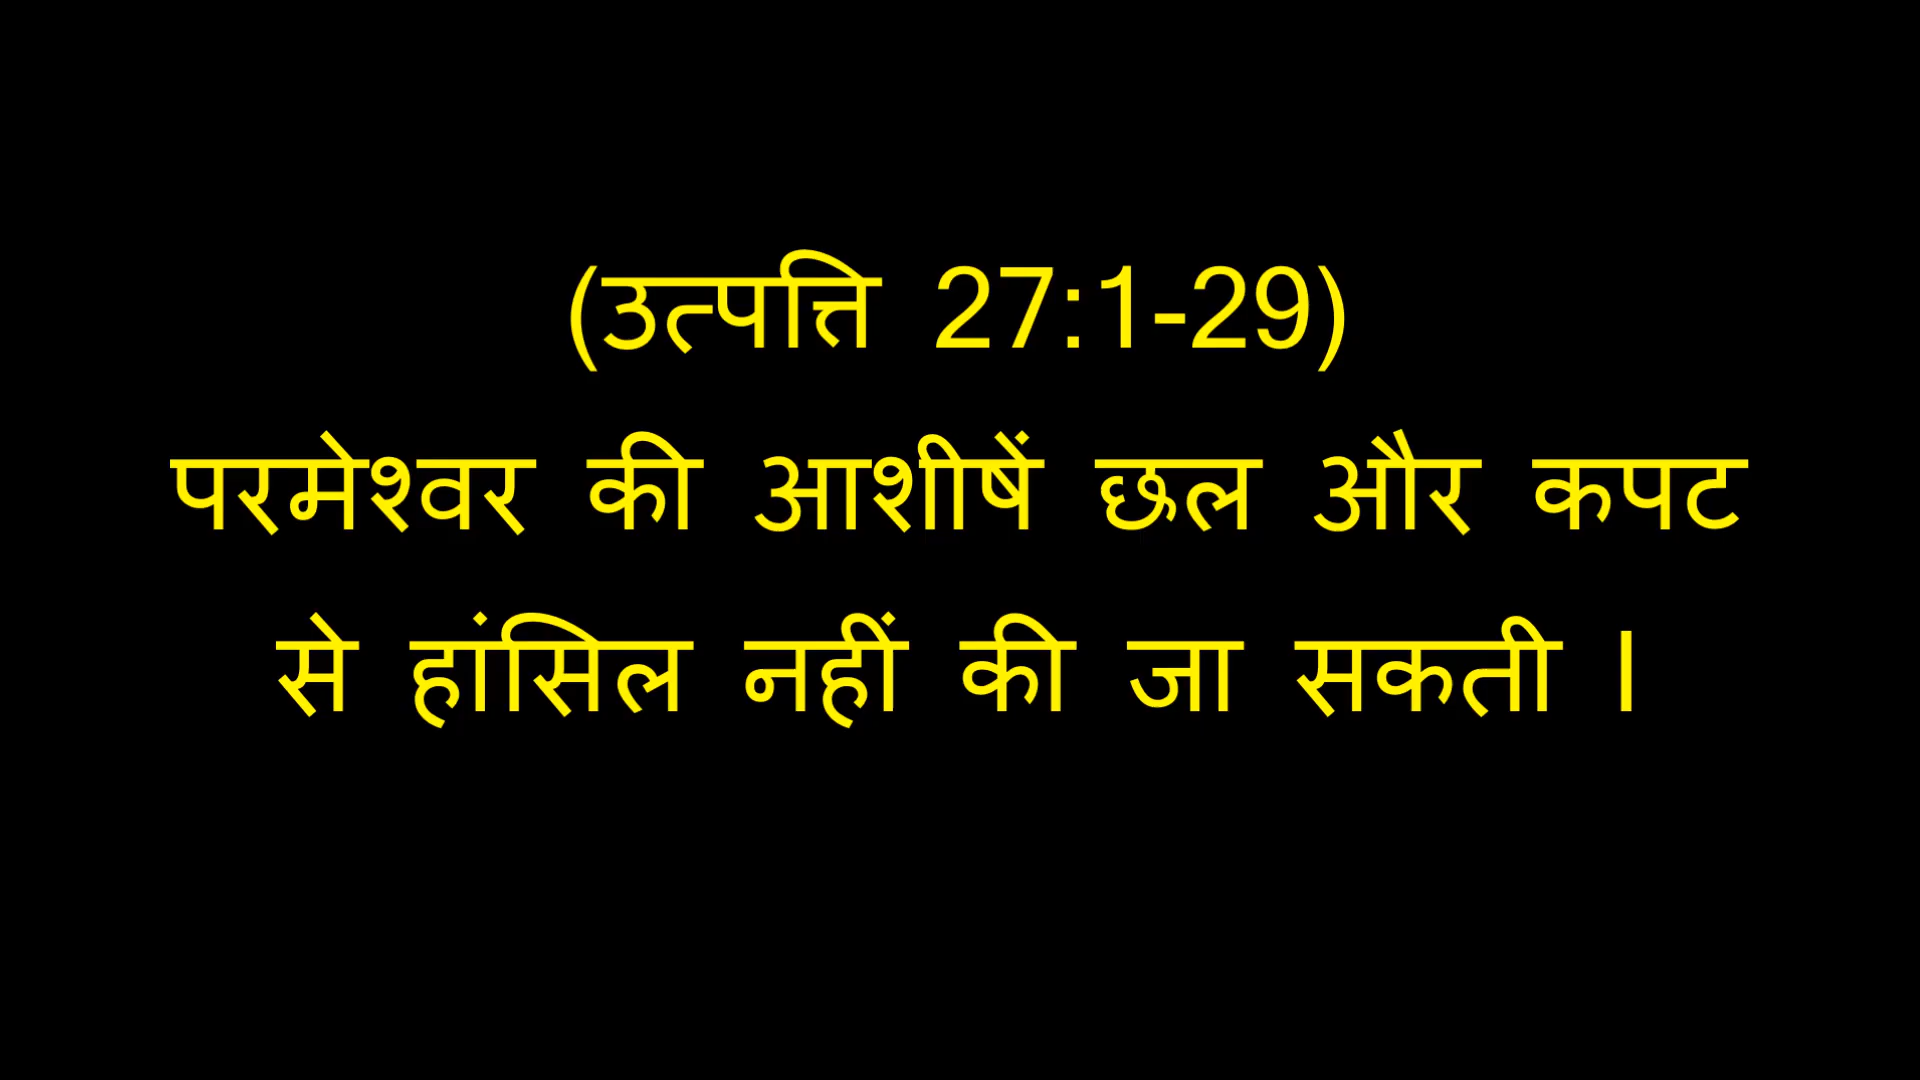 (उत्पत्ति 27:1-29)
परमेश्वर की आशीषें छल और कपट
से हांसिल नहीं की जा सकती ।